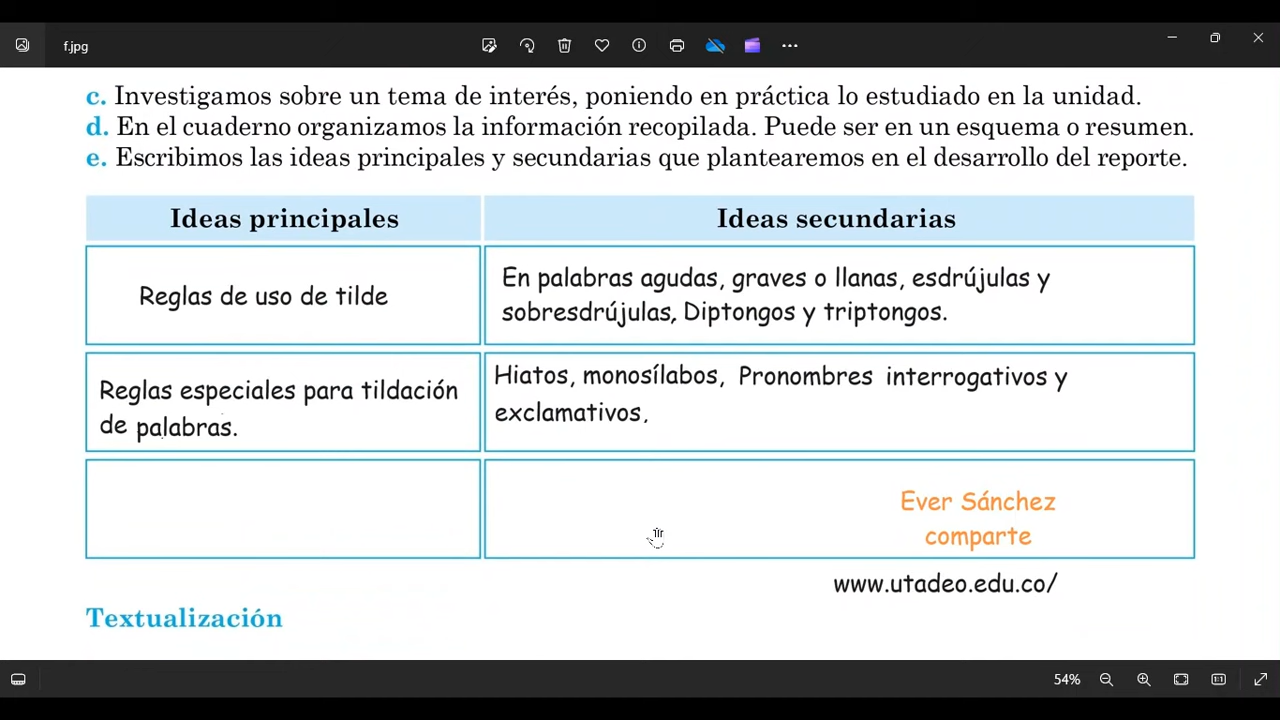 f.jpg
c. Investigamos sobre un tema de interés, poniendo en práctica lo estudiado en la unidad.
d. En el cuaderno organizamos la información recopilada. Puede ser en un esquema o resumen.
e. Escribimos las ideas principales y secundarias que plantearemos en el desarrollo del reporte.
Ideas principales
Ideas secundarias
Reglas de uso de tilde
En palabras agudas, graves o llanas, esdrújulas y
sobresdrújulas, Diptongos y triptongos.
Reglas especiales para tildación
de palabras.
Hiatos, monosílabos, Pronombres interrogativos y
exclamativos,
Ever Sánchez
comparte
www.utadeo.edu.co/
Textualización
54%